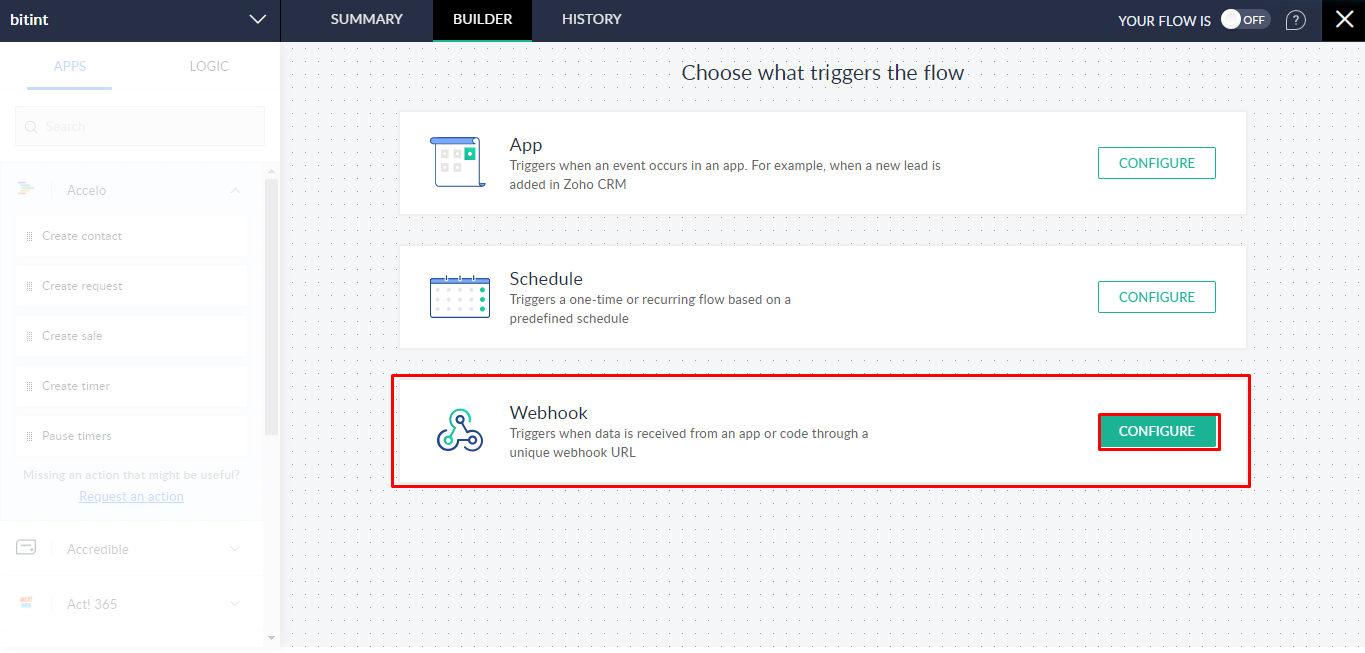 bitint
SUMMARY
BUILDER
HISTORY
YOUR FLOW IS
OFF
?
APPS
LOGIC
Search
Accelo
Create contact
Create request
Create sale
Create timer
Pause timers
Missing an action that might be useful?
Request an action
Accredible
Act! 365
Choose what triggers the flow
App
Triggers when an event occurs in an app. For example, when a new lead is
added in Zoho CRM
CONFIGURE
Schedule
Triggers a one-time or recurring flow based on a
predefined schedule
CONFIGURE
Webhook
Triggers when data is received from an app or code through a
unique webhook URL
CONFIGURE